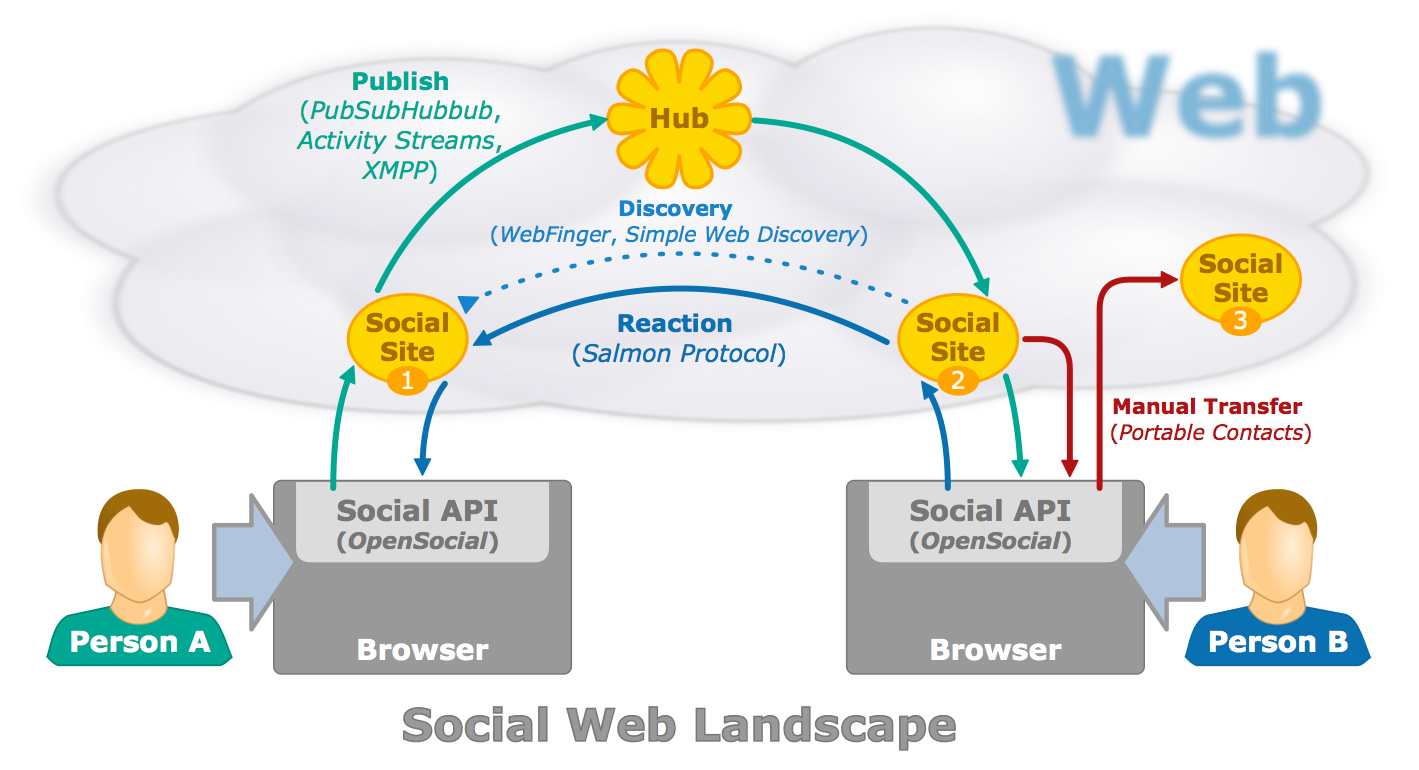 Web
Publish
(PubSubHubbub,
Activity Streams,
XMPP)
Hub
Discovery
(WebFinger, Simple Web Discovery)
Social
Site
1
Reaction
(Salmon Protocol)
Social
Site
2
Social
Site
3
Manual Transfer
(Portable Contacts)
Social API
(OpenSocial)
Browser
Social API
(OpenSocial)
Browser
Person A
Person B
Social Web Landscape